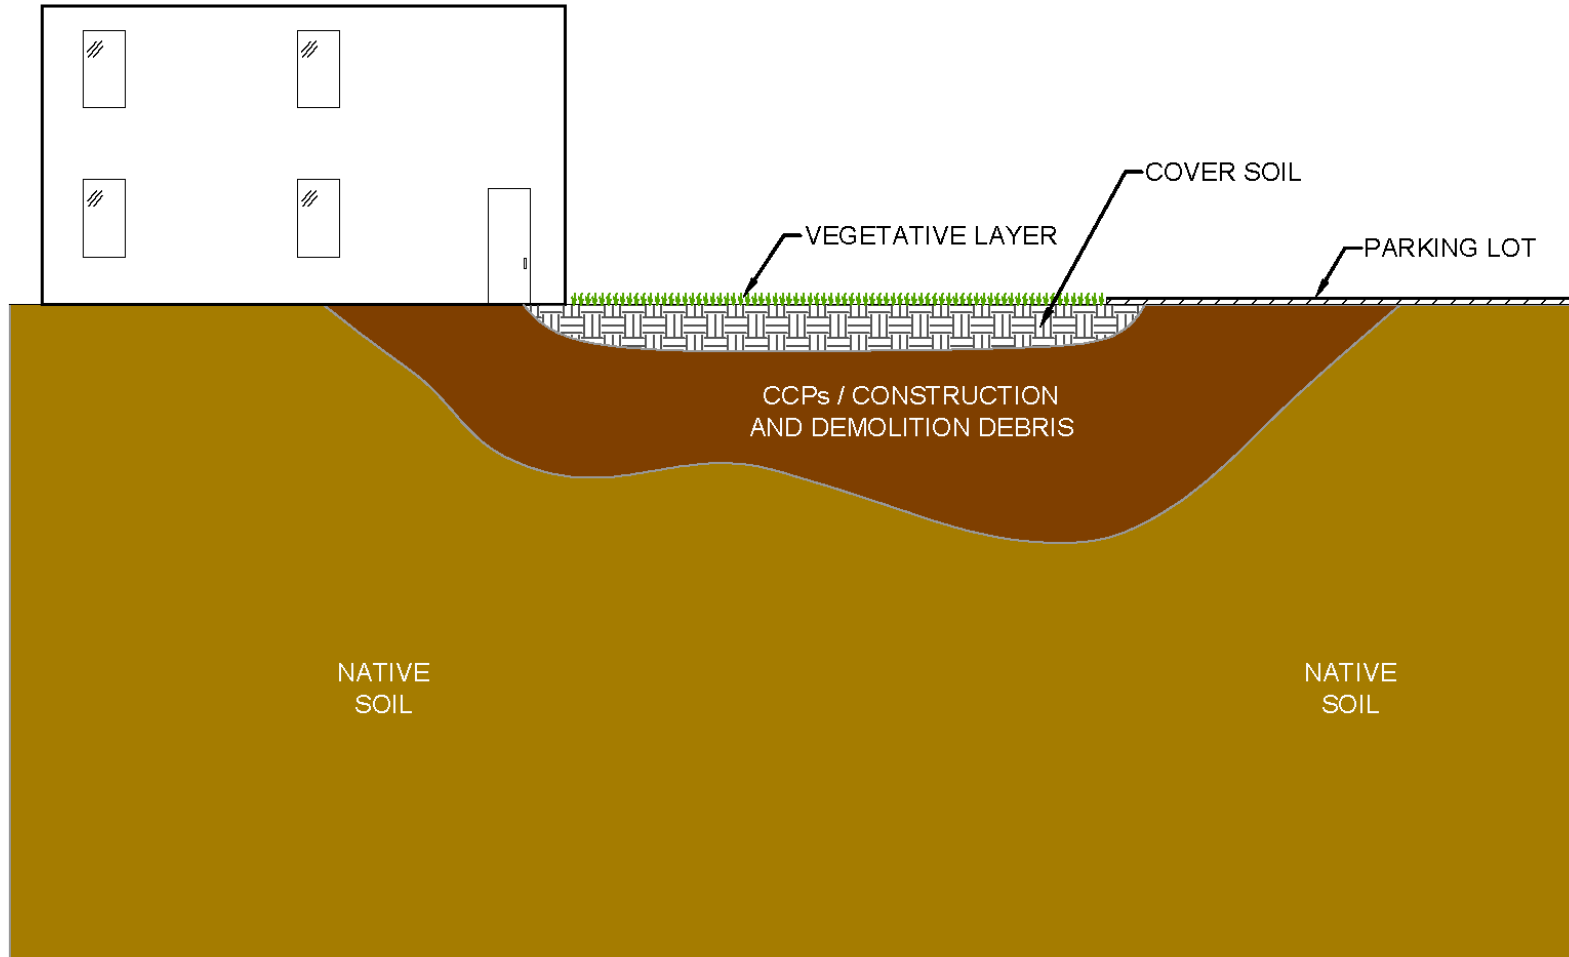 COVER SOIL
VEGETATIVE LAYER
PARKING LOT
CCPs / CONSTRUCTION
AND DEMOLITION DEBRIS
NATIVE
SOIL
NATIVE
SOIL